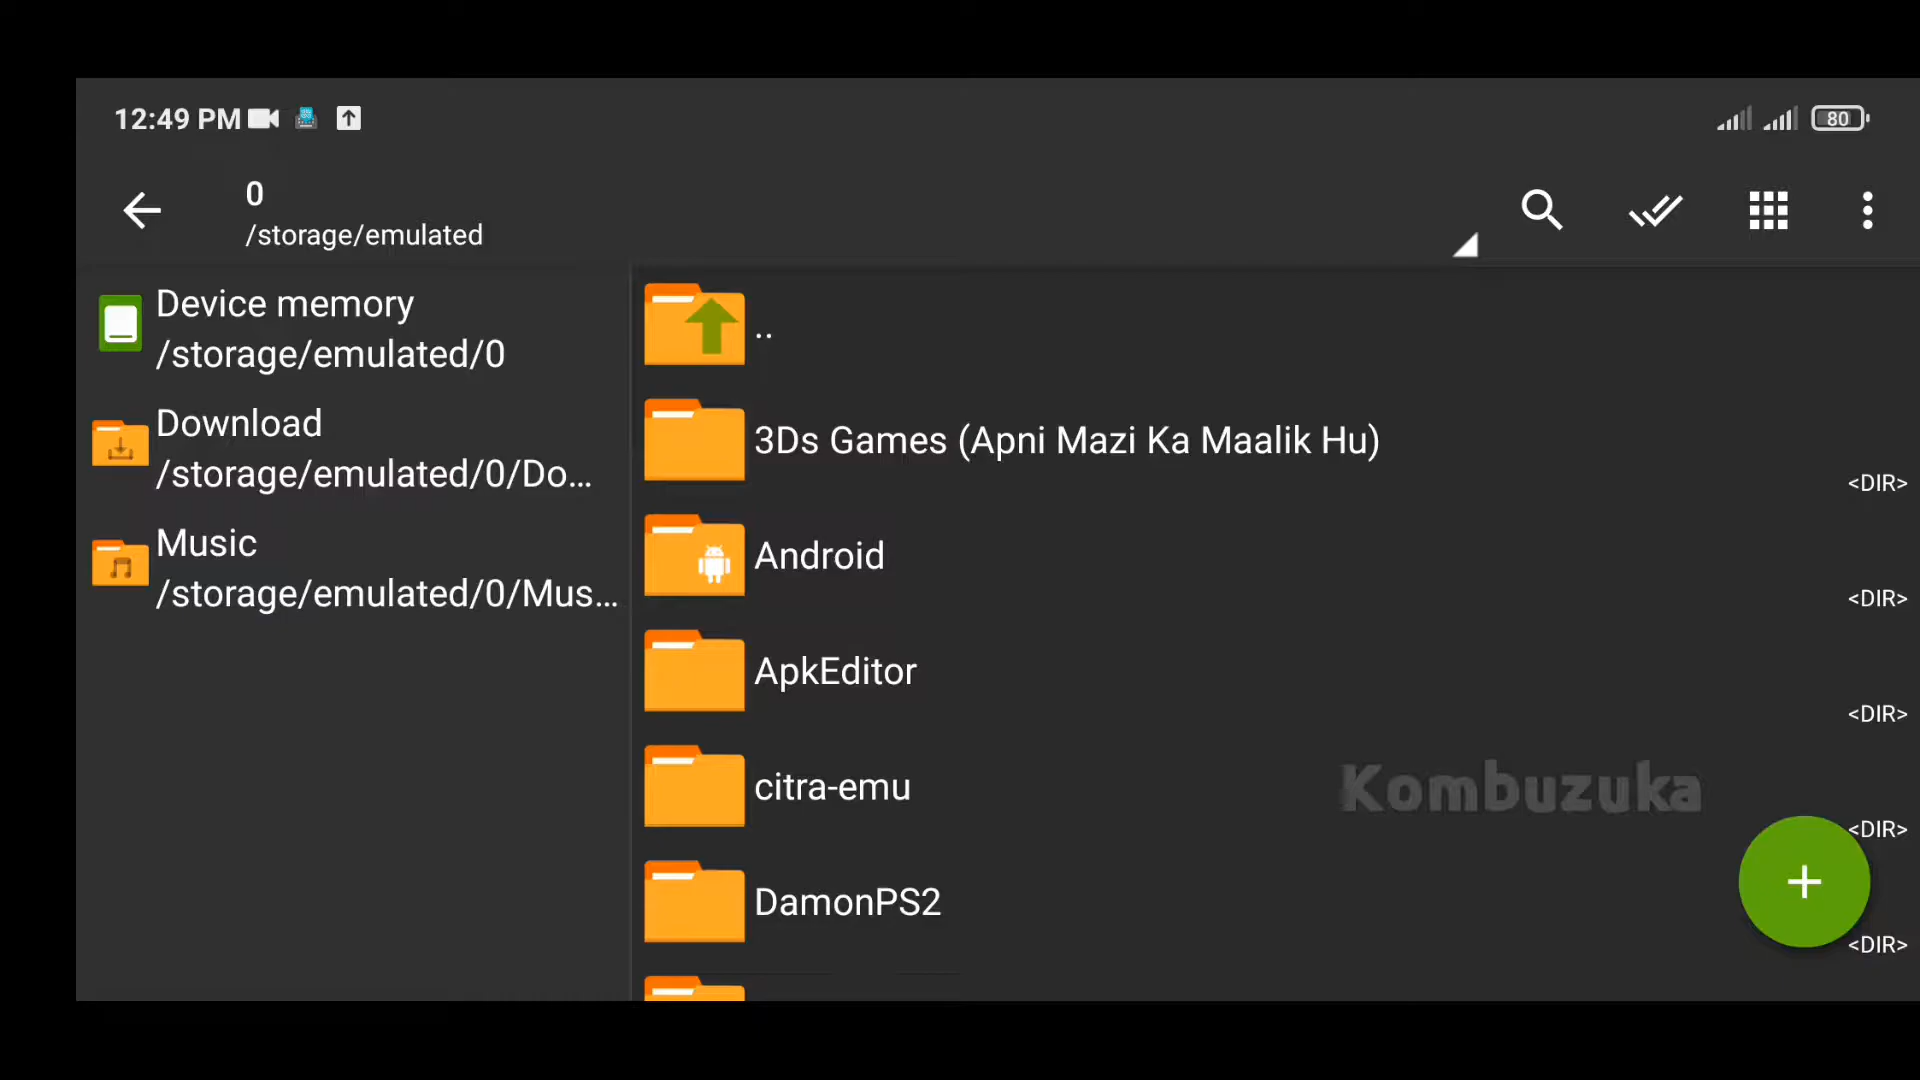 12:49 PM
80
0
/storage/emulated
Device memory
/storage/emulated/0
Download
/storage/emulated/0/Do...
Music
/storage/emulated/0/Mus...
..
3Ds Games (Apni Mazi Ka Maalik Hu)
<DIR>
Android
<DIR>
ApkEditor
<DIR>
citra-emu
<DIR>
DamonPS2
<DIR>
Kombuzuka